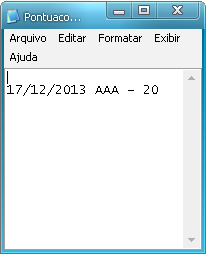 Pontuaco...
Arquivo Editar Formatar Exibir
Ajuda
17/12/2013 AAA - 20